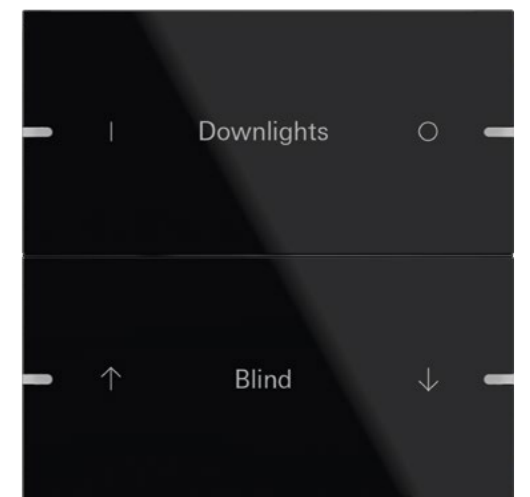 | Downlights ○
↑ Blind ↓